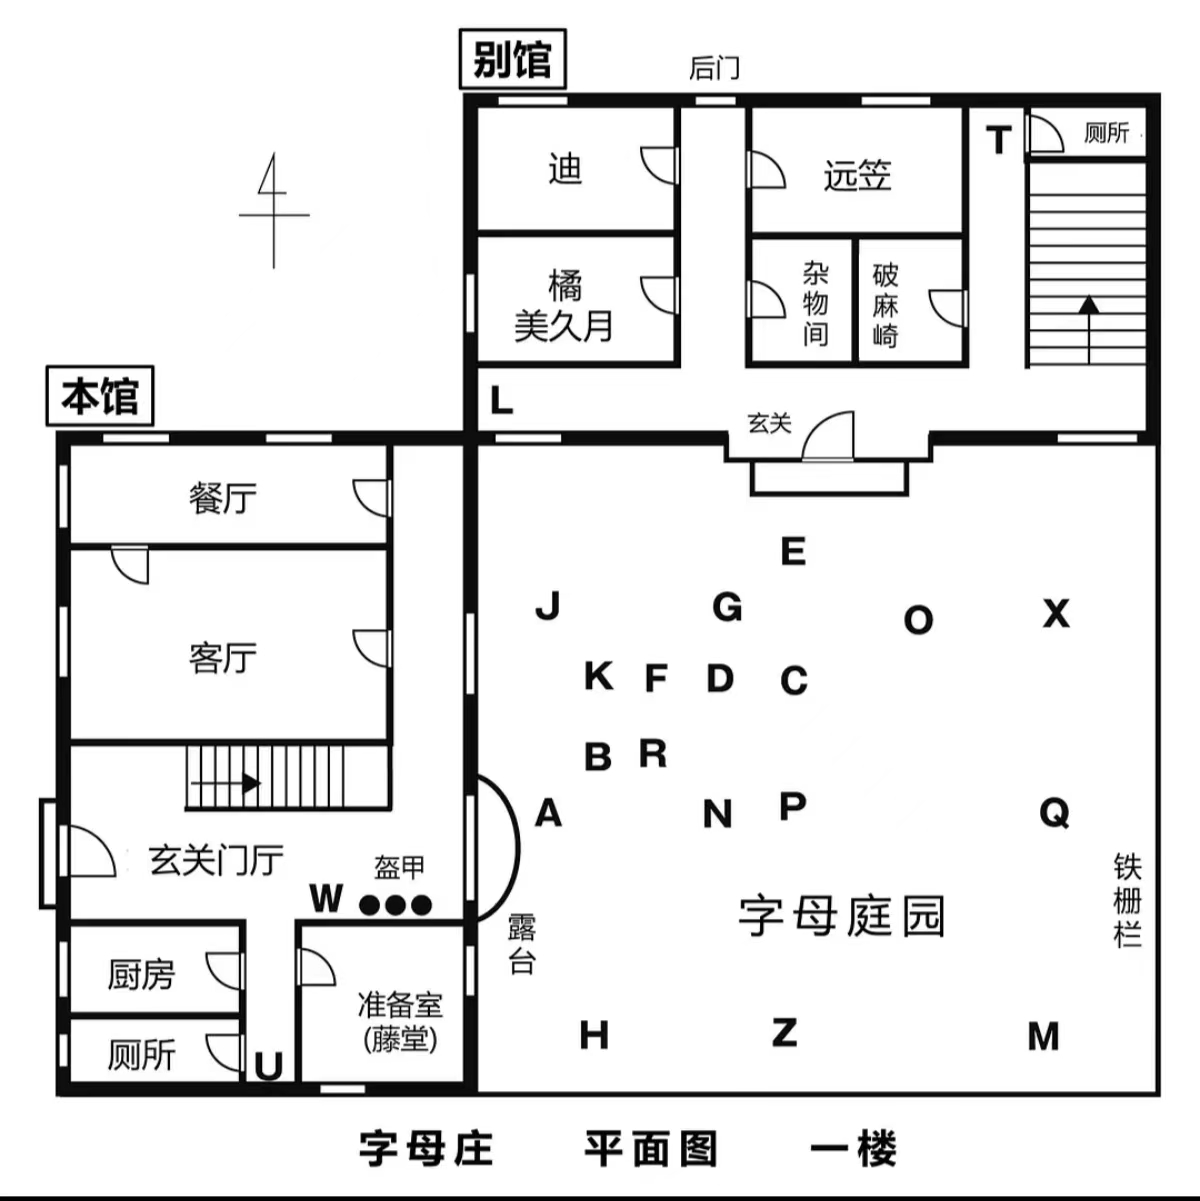 别馆
后门
迪
远笠
T
厕所
橘
美久月
杂物间
破麻崎
L
玄关
本馆
餐厅
客厅
E
J
G
O
X
K
F
D
C
B
R
A
N
P
Q
玄关门厅
盔甲
W
露台
字母庭园
铁栅栏
厨房
准备室
(藤堂)
厕所
U
H
Z
M
字母庄 平面图 一楼